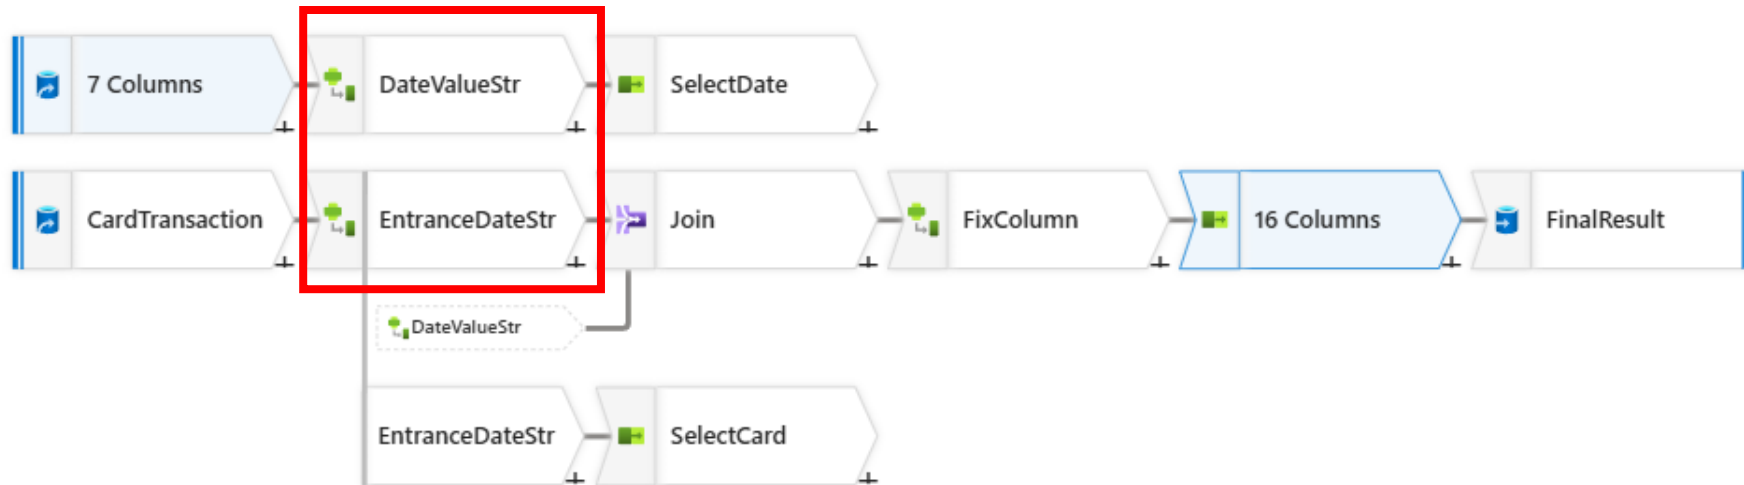 7 Columns
DateValueStr
SelectDate
CardTransaction
EntranceDateStr
Join
FixColumn
16 Columns
FinalResult
DateValueStr
EntranceDateStr
SelectCard